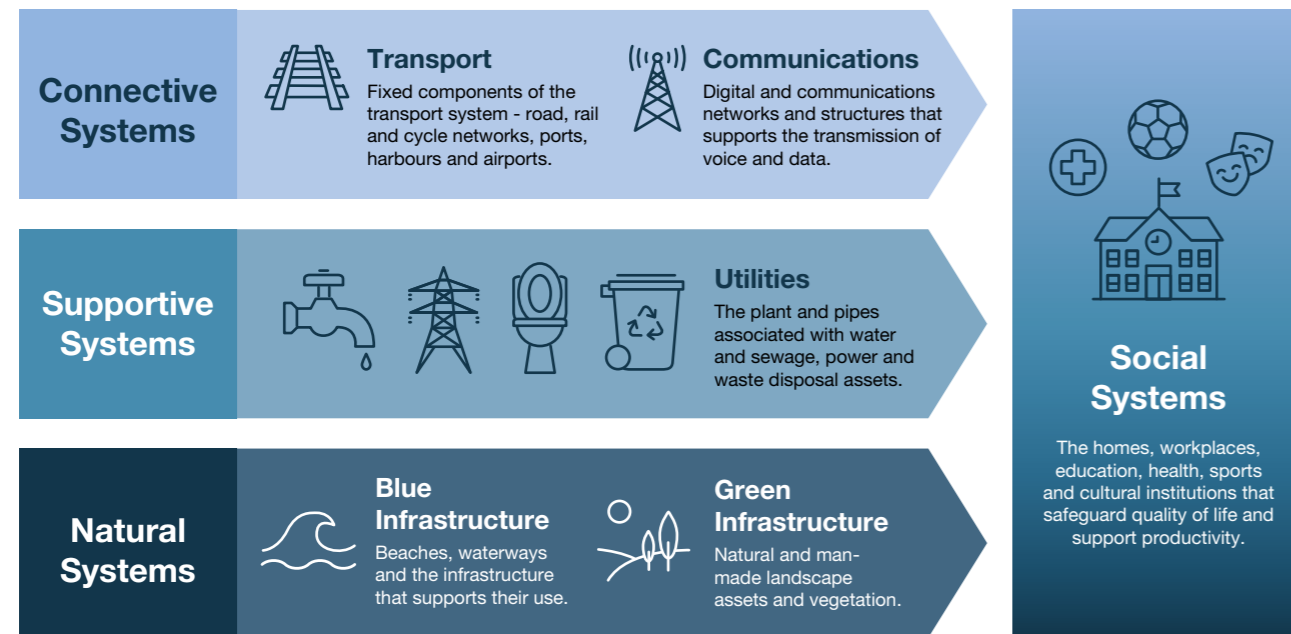 Connective
Systems
Transport
Fixed components of the
transport system - road, rail
and cycle networks, ports,
harbours and airports.
Communications
Digital and communications
networks and structures that
supports the transmission of
voice and data.
Supportive
Systems
Utilities
The plant and pipes
associated with water
and sewage, power and
waste disposal assets.
Natural
Systems
Blue
Infrastructure
Beaches, waterways
and the infrastructure
that supports their use.
Green
Infrastructure
Natural and man-
made landscape
assets and vegetation.
Social
Systems
The homes, workplaces,
education, health, sports
and cultural institutions that
safeguard quality of life and
support productivity.